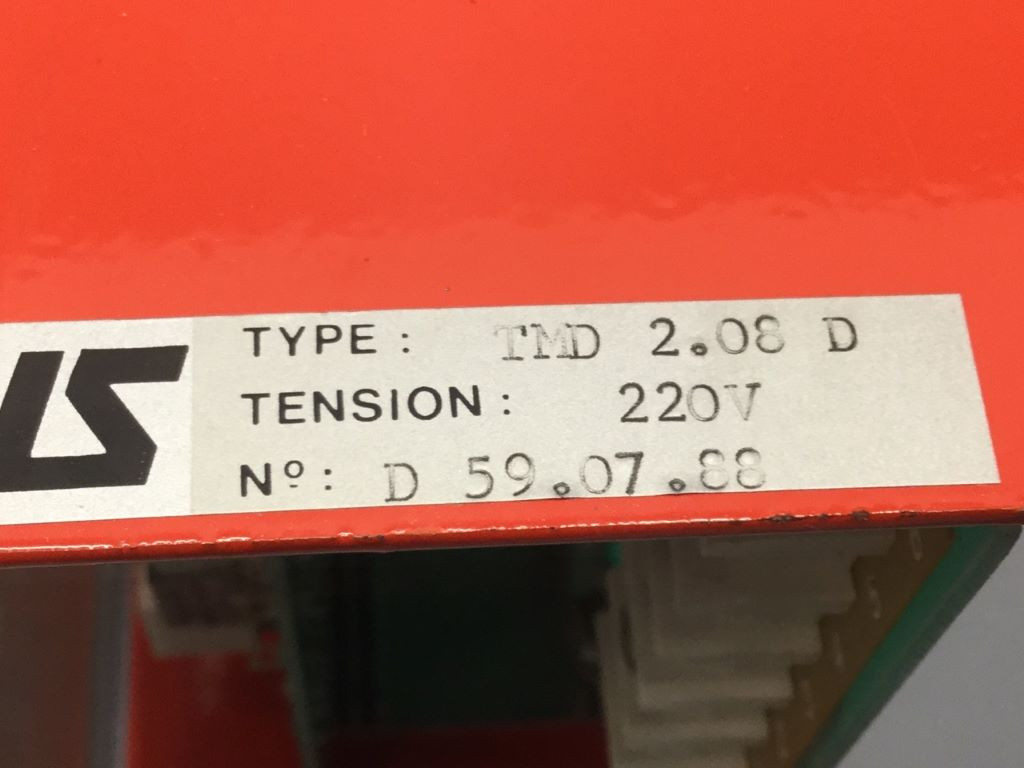 TYPE : TMD 2.08 D
TENSION : 220V
Nº : D 59.07.88